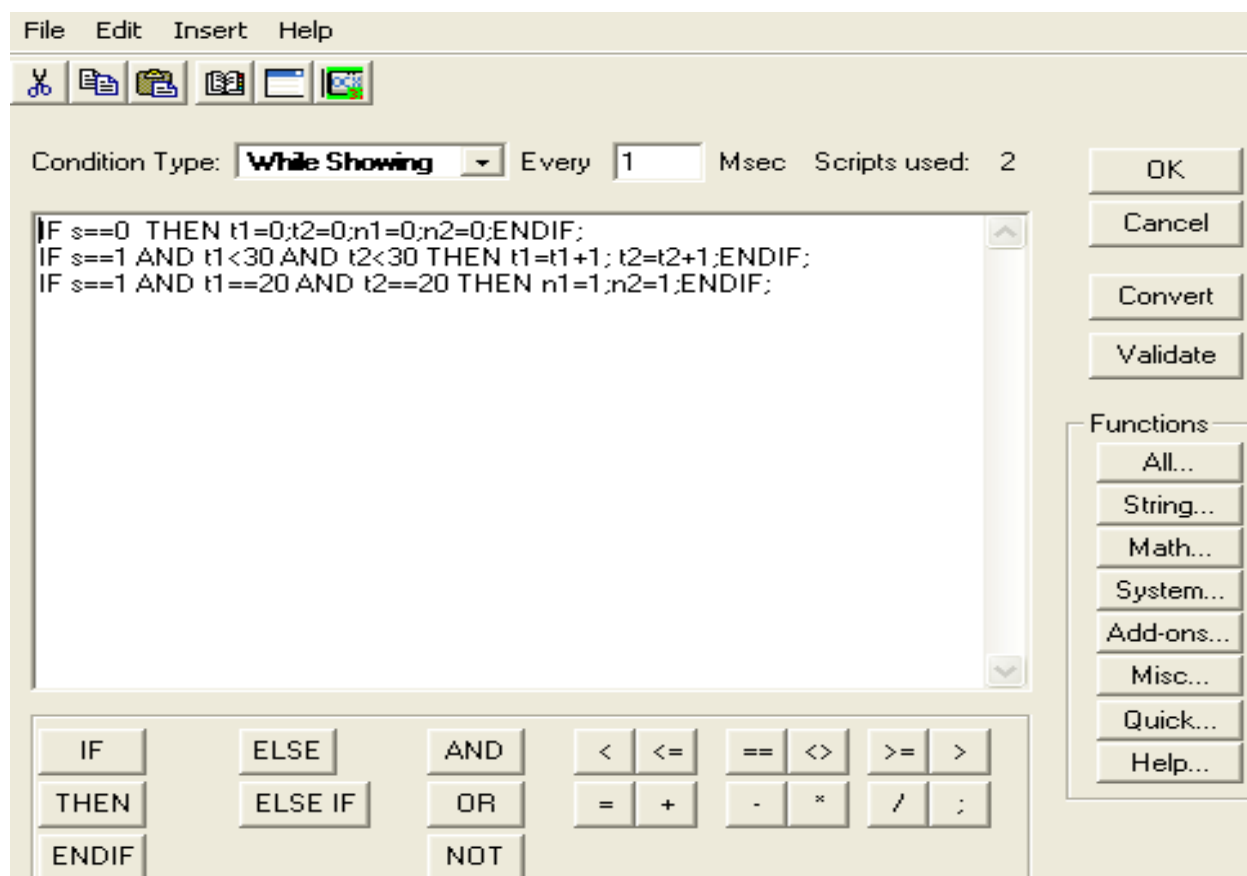 File Edit Insert Help
Condition Type: While Showing Every 1 Msec Scripts used: 2
OK
Cancel
Convert
Validate
IF s==0 THEN t1=0;t2=0;n1=0;n2=0;ENDIF;
IF s==1 AND t1<30 AND t2<30 THEN t1=t1+1; t2=t2+1;ENDIF;
IF s==1 AND t1==20 AND t2==20 THEN n1=1;n2=1;ENDIF;
Functions
All...
String...
Math...
System...
Add-ons...
Misc...
Quick...
Help...
IF ELSE AND < <= == <> >= >
THEN ELSE IF OR = + - * / ;
ENDIF NOT